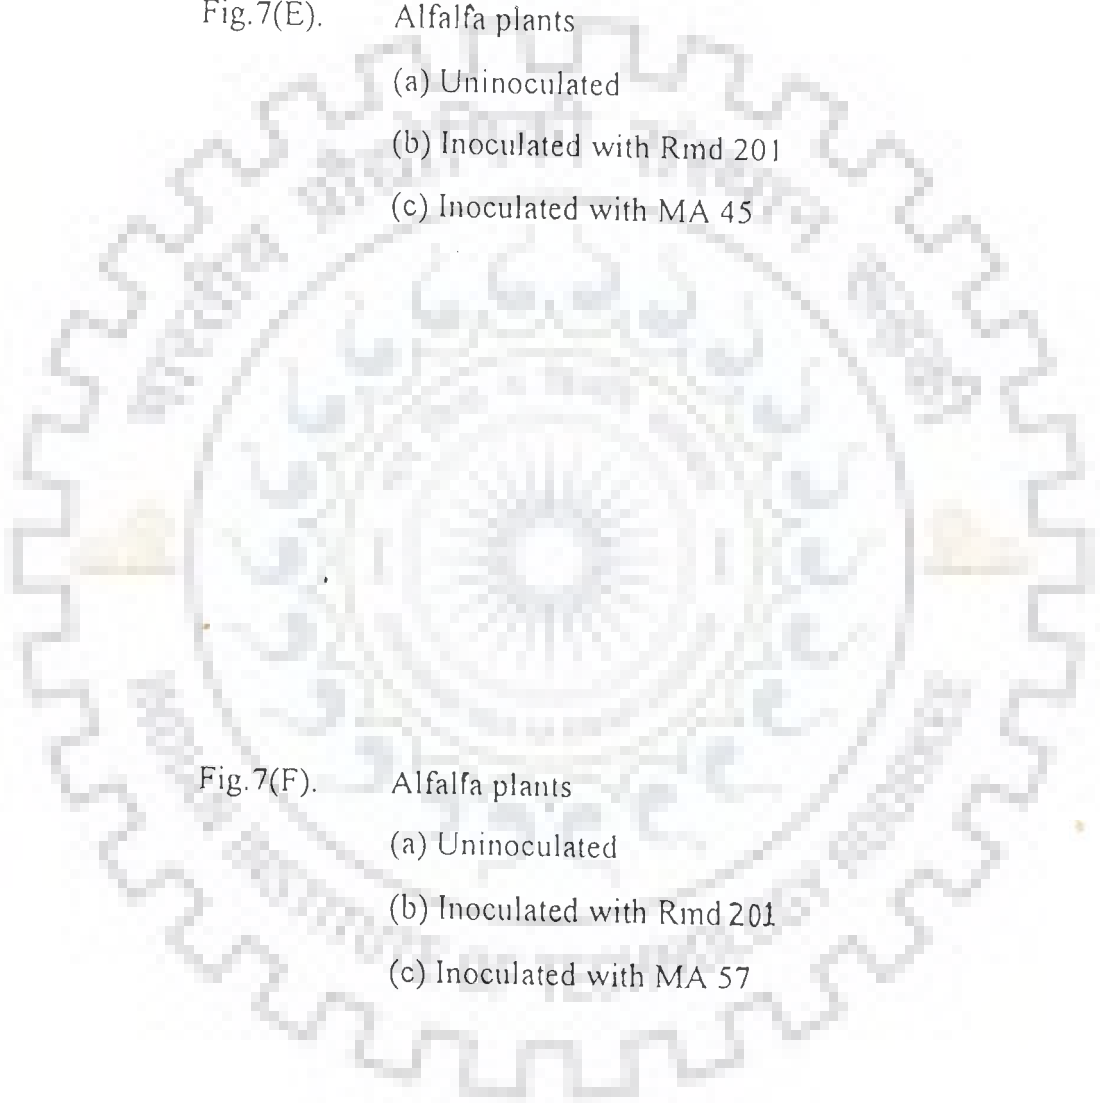 Fig.7(E). Alfalfa plants
(a) Uninoculated
(b) Inoculated with Rmd 201
(c) Inoculated with MA 45
Fig.7(F). Alfalfa plants
(a) Uninoculated
(b) Inoculated with Rmd 201
(c) Inoculated with MA 57